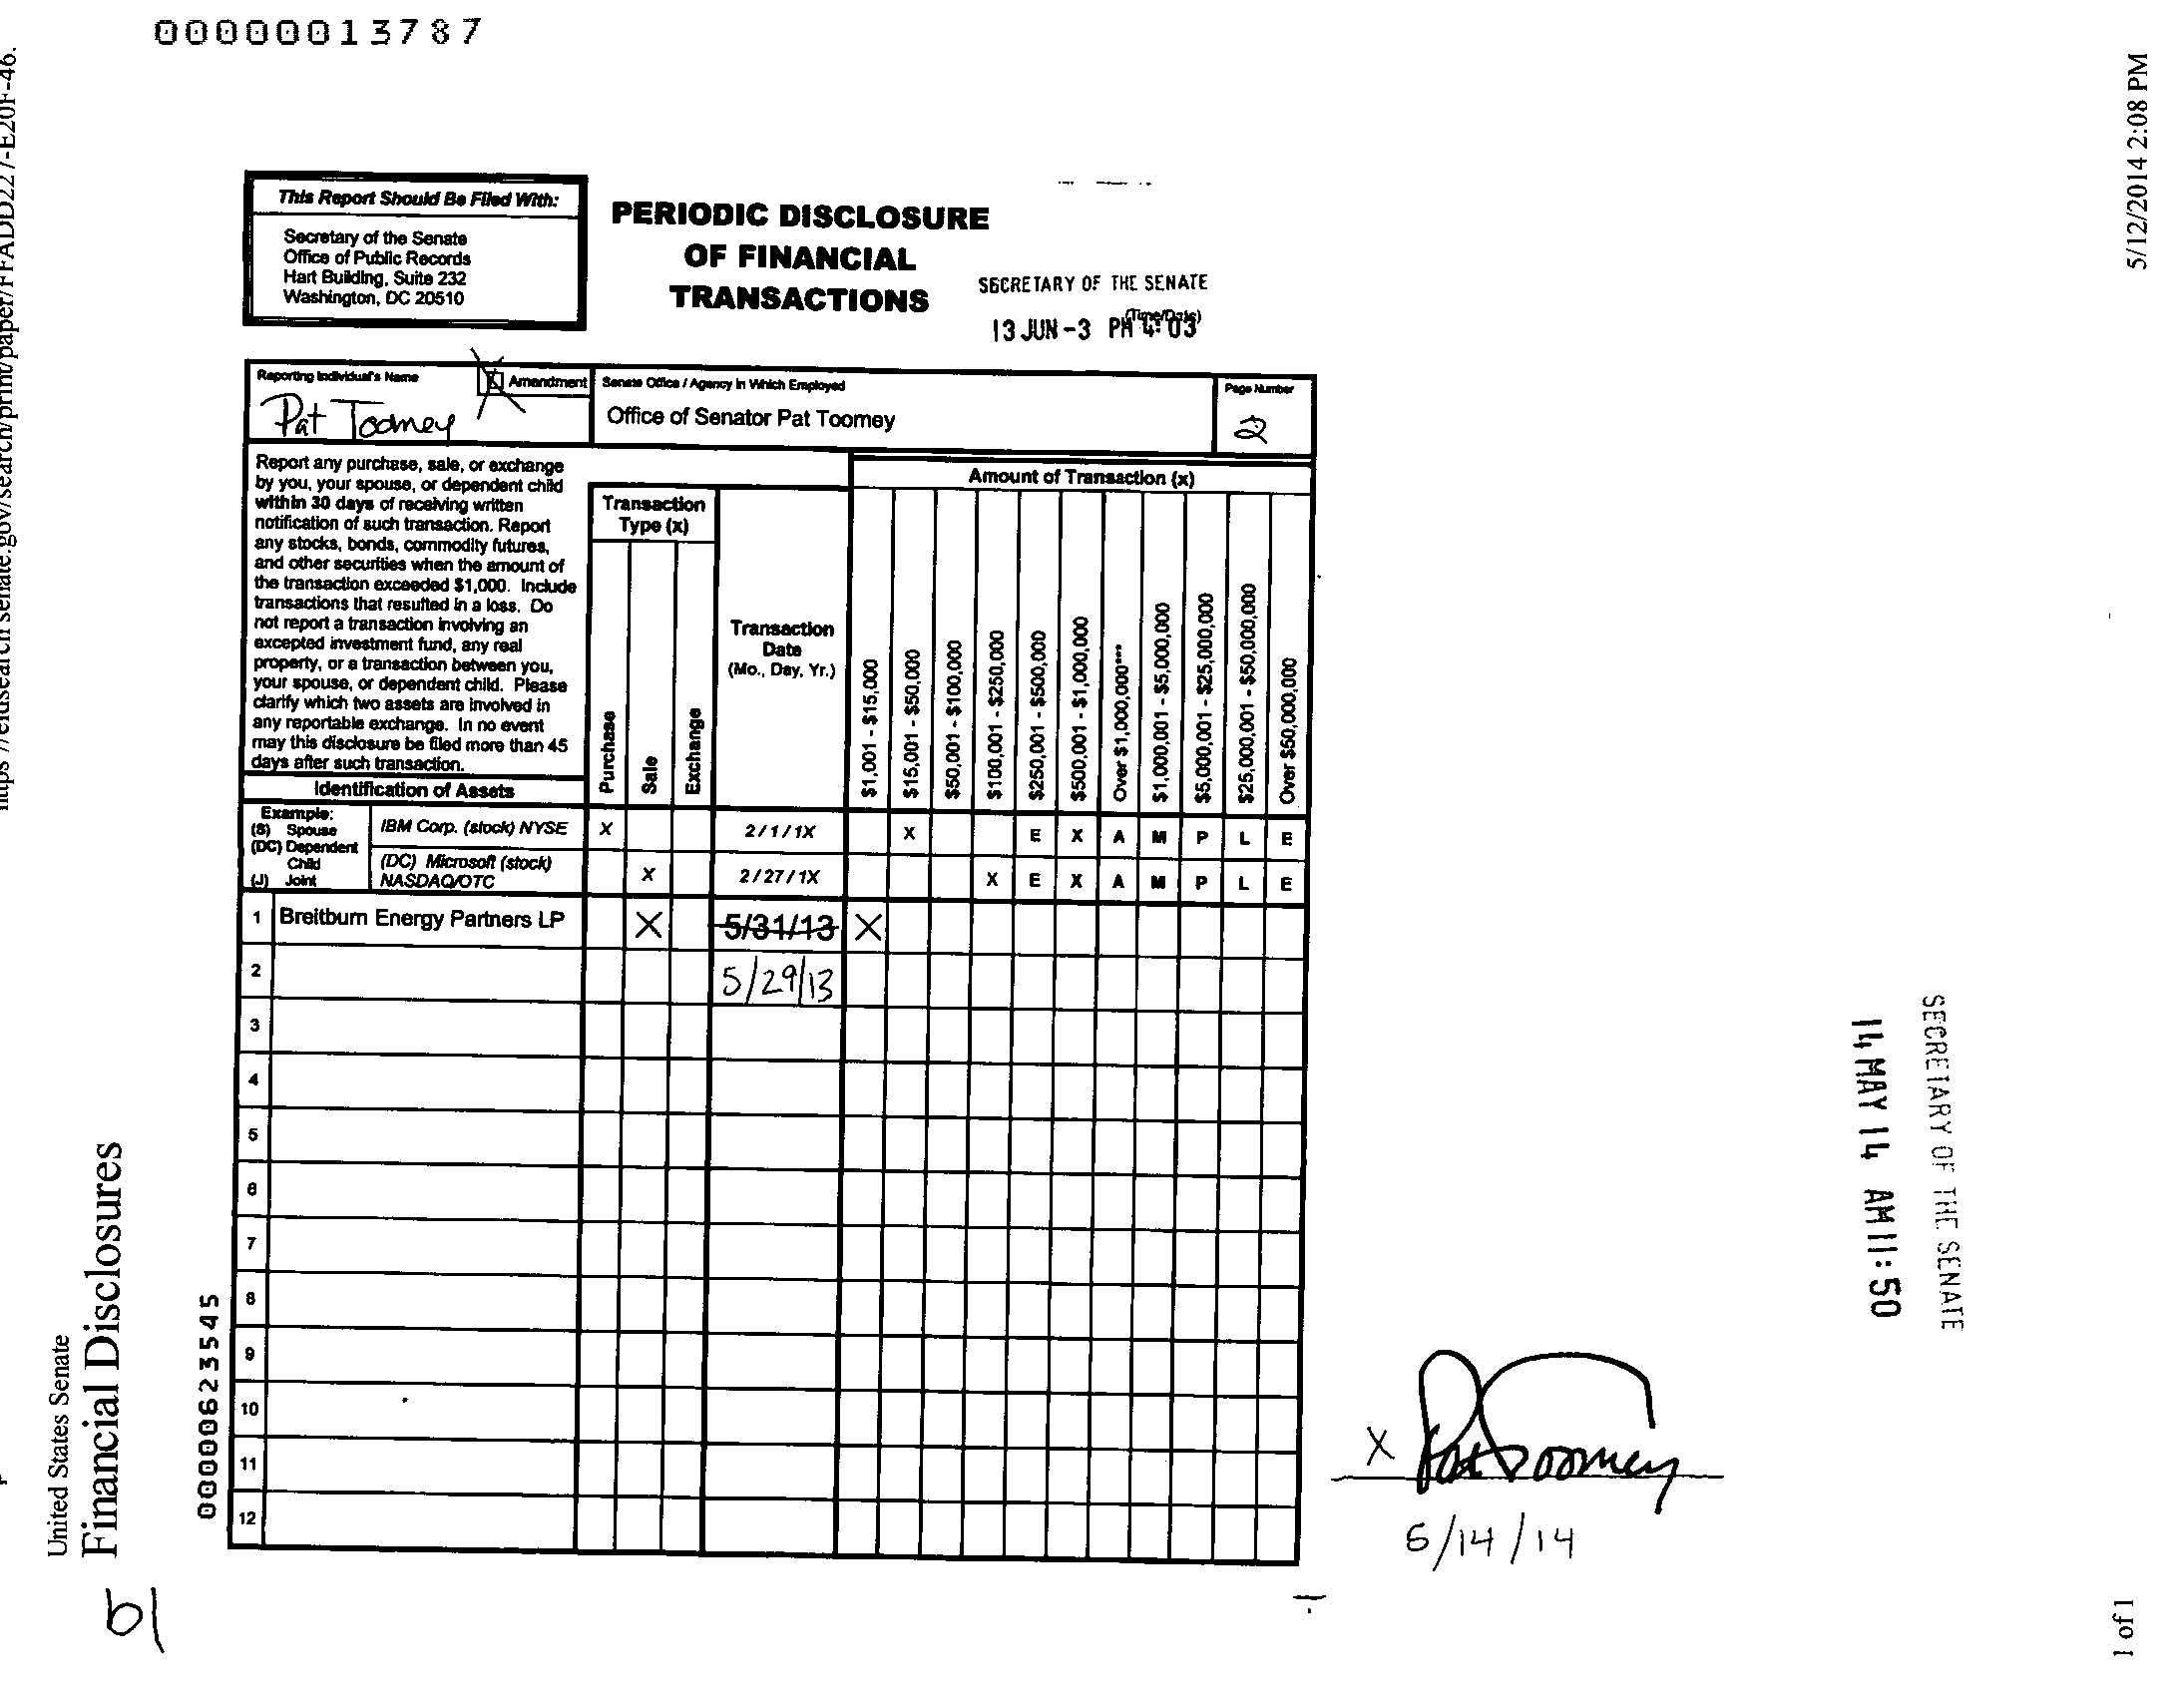 00000013787
https://efdsearch.senate.gov/search/print/paper/FFADD227-E20F-46.
5/12/2014 2:08 PM
This Report Should Be Filed With:
Secretary of the Senate
Office of Public Records
Hart Building, Suite 232
Washington, DC 20510
PERIODIC DISCLOSURE
OF FINANCIAL
TRANSACTIONS
SECRETARY OF THE SENATE
(Time/Date)
13 JUN -3 PM 4: 03
Reporting Individual's Name
Amendment
Pat Toomey
Senate Office / Agency in Which Employed
Office of Senator Pat Toomey
Page Number
2
Report any purchase, sale, or exchange
by you, your spouse, or dependent child
within 30 days of receiving written
notification of such transaction. Report
any stocks, bonds, commodity futures,
and other securities when the amount of
the transaction exceeded $1,000. Include
transactions that resulted in a loss. Do
not report a transaction involving an
excepted investment fund, any real
property, or a transaction between you,
your spouse, or dependent child. Please
clarify which two assets are involved in
any reportable exchange. In no event
may this disclosure be filed more than 45
days after such transaction.
Identification of Assets
Transaction
Type (x)
Purchase
Sale
Exchange
Transaction
Date
(Mo., Day, Yr.)
Amount of Transaction (x)
$1,001 - $15,000
$15,001 - $50,000
$50,001 - $100,000
$100,001 - $250,000
$250,001 - $500,000
$500,001 - $1,000,000
Over $1,000,000***
$1,000,001 - $5,000,000
$5,000,001 - $25,000,000
$25,000,001 - $50,000,000
Over $50,000,000
Example:
(S) Spouse
(DC) Dependent
Child
(J) Joint
IBM Corp. (stock) NYSE X 2/1/1X X E X A M P L E
(DC) Microsoft (stock)
NASDAQ/OTC X 2/27/1X X E X A M P L E
1 Breitburn Energy Partners LP X 5/31/13 X
2 5/29/13
3
4
5
6
7
8
9
10
11
12
00000623545
United States Senate
Financial Disclosures
SECRETARY OF THE SENATE
14 MAY 14 AM 11: 50
X Pat Toomey
5/14/14
1 of 1